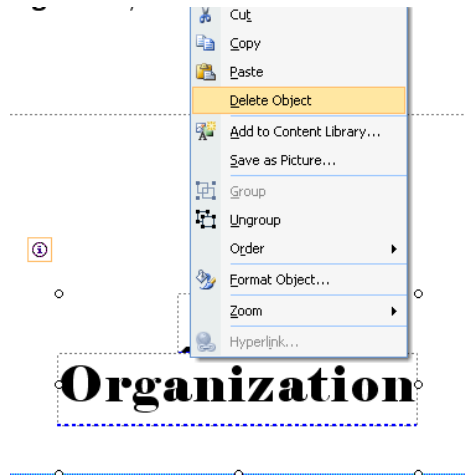 Cut
Copy
Paste
Delete Object
Add to Content Library...
Save as Picture...
Group
Ungroup
Order
Format Object...
Zoom
Hyperlink...
Organization